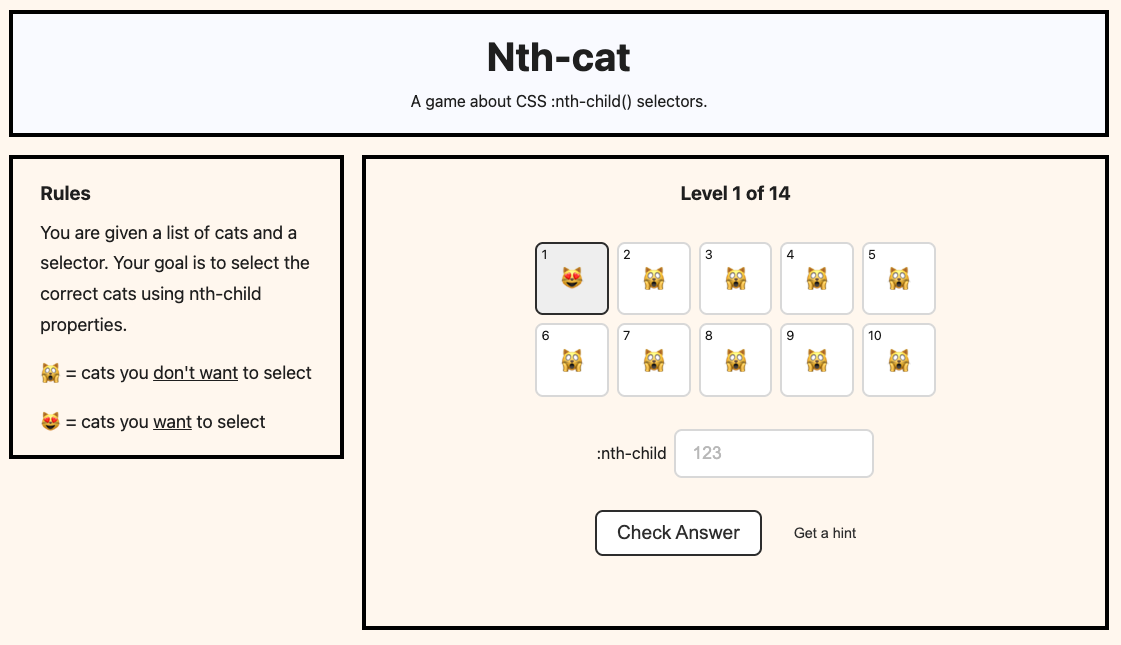 Nth-cat
A game about CSS :nth-child() selectors.
Rules
You are given a list of cats and a
selector. Your goal is to select the
correct cats using nth-child
properties.
🙀 = cats you don't want to select
😻 = cats you want to select
Level 1 of 14
1 2 3 4 5
6 7 8 9 10
:nth-child 123
Check Answer Get a hint